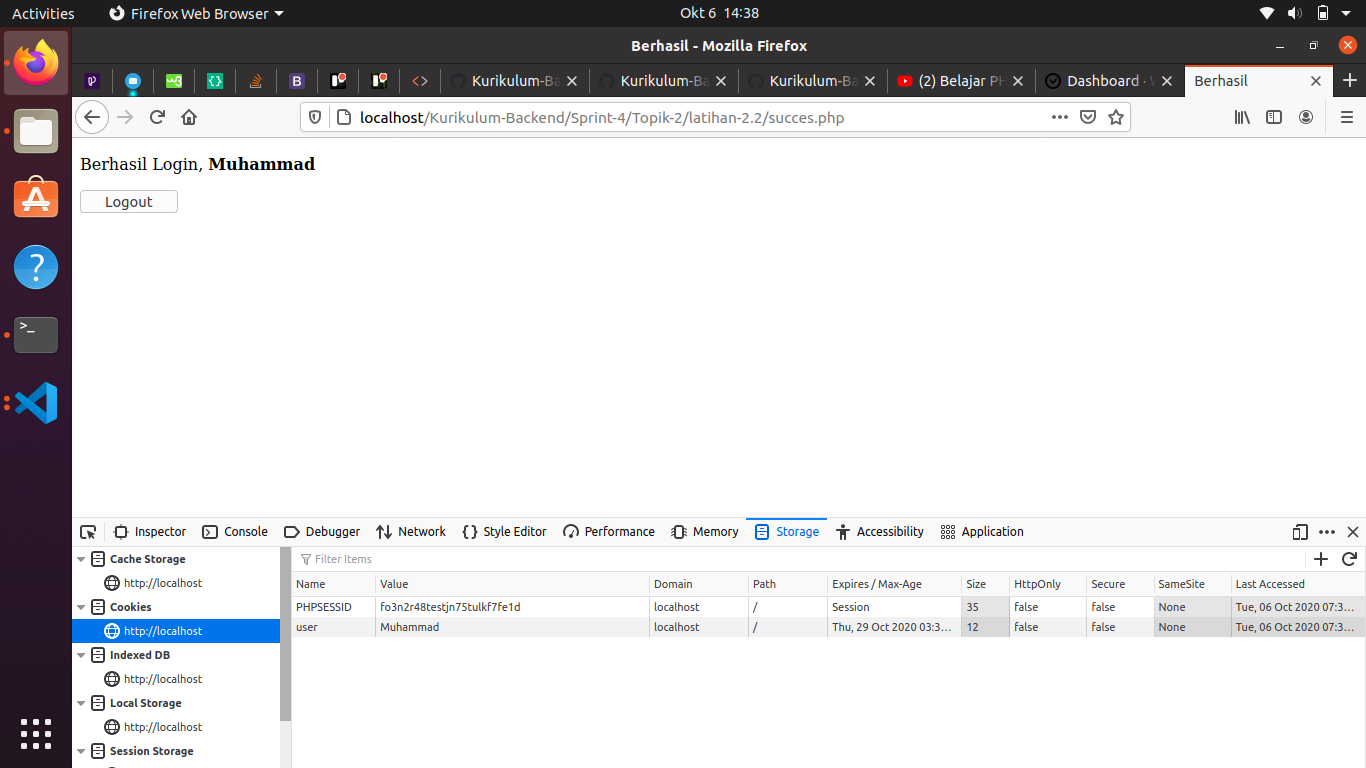 Activities
Firefox Web Browser
Okt 6 14:38
Berhasil - Mozilla Firefox
Kurikulum-Ba
Kurikulum-Ba
Kurikulum-Ba
(2) Belajar PH
Dashboard ·
Berhasil
localhost/Kurikulum-Backend/Sprint-4/Topik-2/latihan-2.2/succes.php
Berhasil Login, Muhammad
Logout
Inspector
Console
Debugger
Network
Style Editor
Performance
Memory
Storage
Accessibility
Application
Cache Storage
http://localhost
Cookies
http://localhost
Indexed DB
http://localhost
Local Storage
http://localhost
Session Storage
Filter Items
Name Value Domain Path Expires / Max-Age Size HttpOnly Secure SameSite Last Accessed
PHPSESSID fo3n2r48testjn75tulkf7fe1d localhost / Session 35 false false None Tue, 06 Oct 2020 07:3…
user Muhammad localhost / Thu, 29 Oct 2020 03:3… 12 false false None Tue, 06 Oct 2020 07:3…